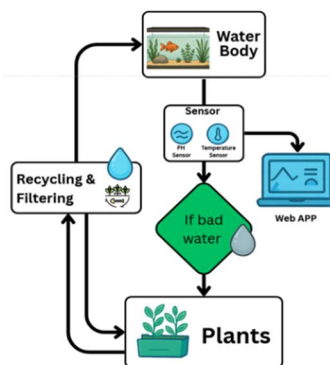 Water
Body
Sensor
PH
Sensor
Temperature
Sensor
Recycling &
Filtering
If bad
water
Web APP
Plants